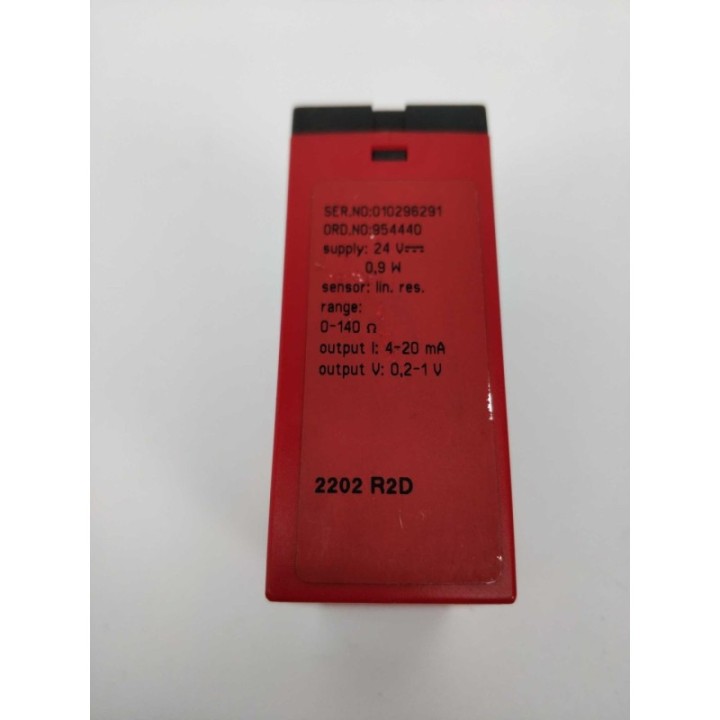 SER.NO:010296291
ORD.NO:954440
supply: 24 V⎓
0,9 W
sensor: lin. res.
range:
0-140 Ω
output I: 4-20 mA
output V: 0,2-1 V
2202 R2D